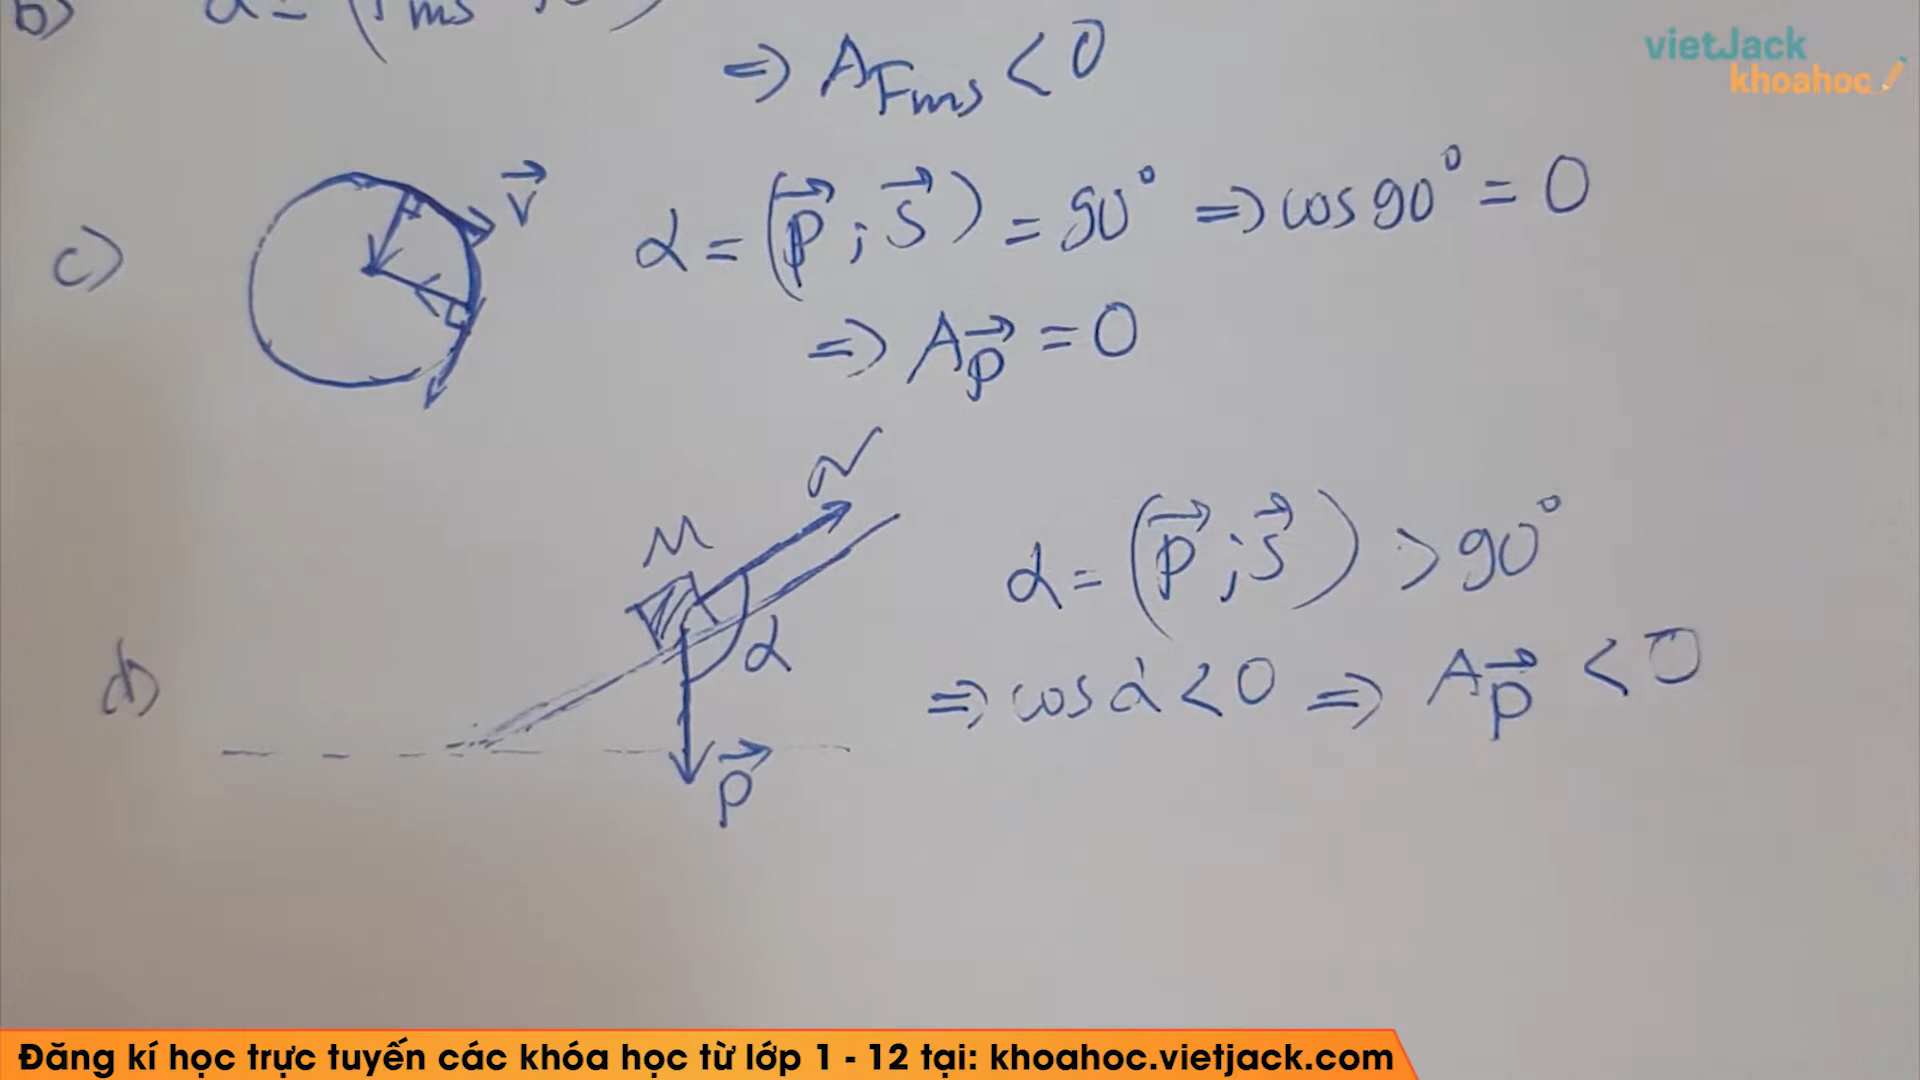 b) α = (Fms
⇒ A_Fms < 0
vietJack
khoahoc
c) v⃗ α = (P⃗ ; s⃗) = 90° ⇒ cos 90° = 0
⇒ A_P⃗ = 0
N
M
α = (P⃗ ; s⃗) > 90°
d) α
⇒ cos α < 0 ⇒ A_P⃗ < 0
P⃗
Đăng kí học trực tuyến các khóa học từ lớp 1 - 12 tại: khoahoc.vietjack.com